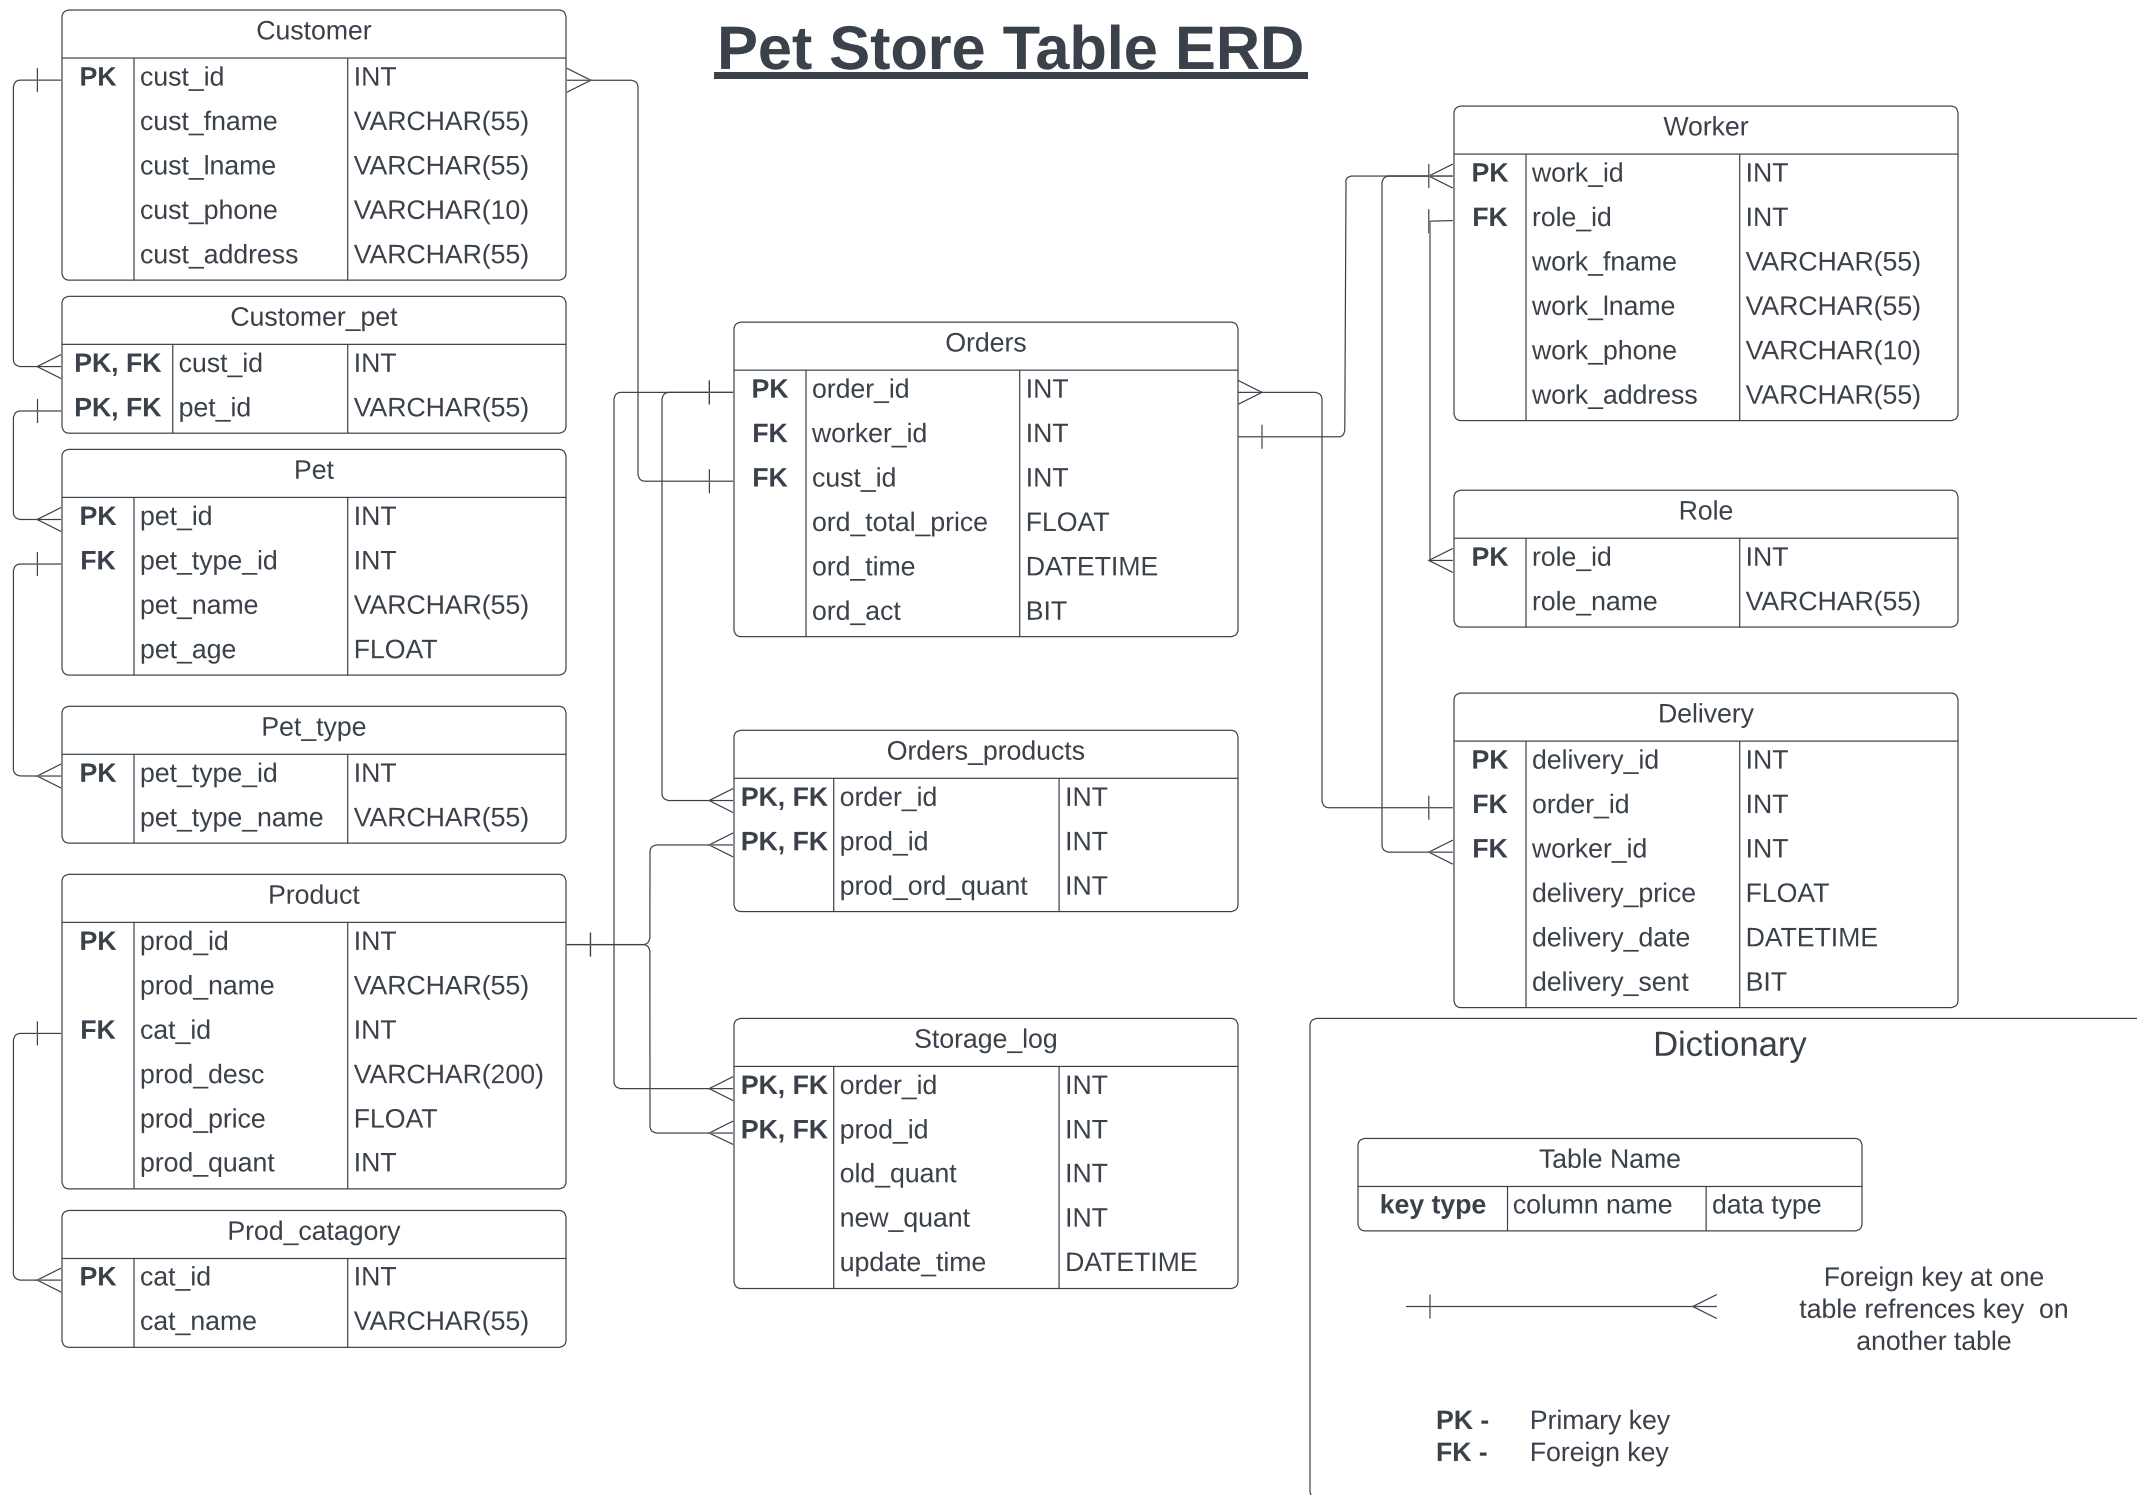 Pet Store Table ERD
Customer
PK cust_id INT
cust_fname VARCHAR(55)
cust_lname VARCHAR(55)
cust_phone VARCHAR(10)
cust_address VARCHAR(55)
Customer_pet
PK, FK cust_id INT
PK, FK pet_id VARCHAR(55)
Pet
PK pet_id INT
FK pet_type_id INT
pet_name VARCHAR(55)
pet_age FLOAT
Pet_type
PK pet_type_id INT
pet_type_name VARCHAR(55)
Product
PK prod_id INT
prod_name VARCHAR(55)
FK cat_id INT
prod_desc VARCHAR(200)
prod_price FLOAT
prod_quant INT
Prod_catagory
PK cat_id INT
cat_name VARCHAR(55)
Orders
PK order_id INT
FK worker_id INT
FK cust_id INT
ord_total_price FLOAT
ord_time DATETIME
ord_act BIT
Orders_products
PK, FK order_id INT
PK, FK prod_id INT
prod_ord_quant INT
Storage_log
PK, FK order_id INT
PK, FK prod_id INT
old_quant INT
new_quant INT
update_time DATETIME
Worker
PK work_id INT
FK role_id INT
work_fname VARCHAR(55)
work_lname VARCHAR(55)
work_phone VARCHAR(10)
work_address VARCHAR(55)
Role
PK role_id INT
role_name VARCHAR(55)
Delivery
PK delivery_id INT
FK order_id INT
FK worker_id INT
delivery_price FLOAT
delivery_date DATETIME
delivery_sent BIT
Dictionary
Table Name
key type column name data type
Foreign key at one
table refrences key on
another table
PK - Primary key
FK - Foreign key